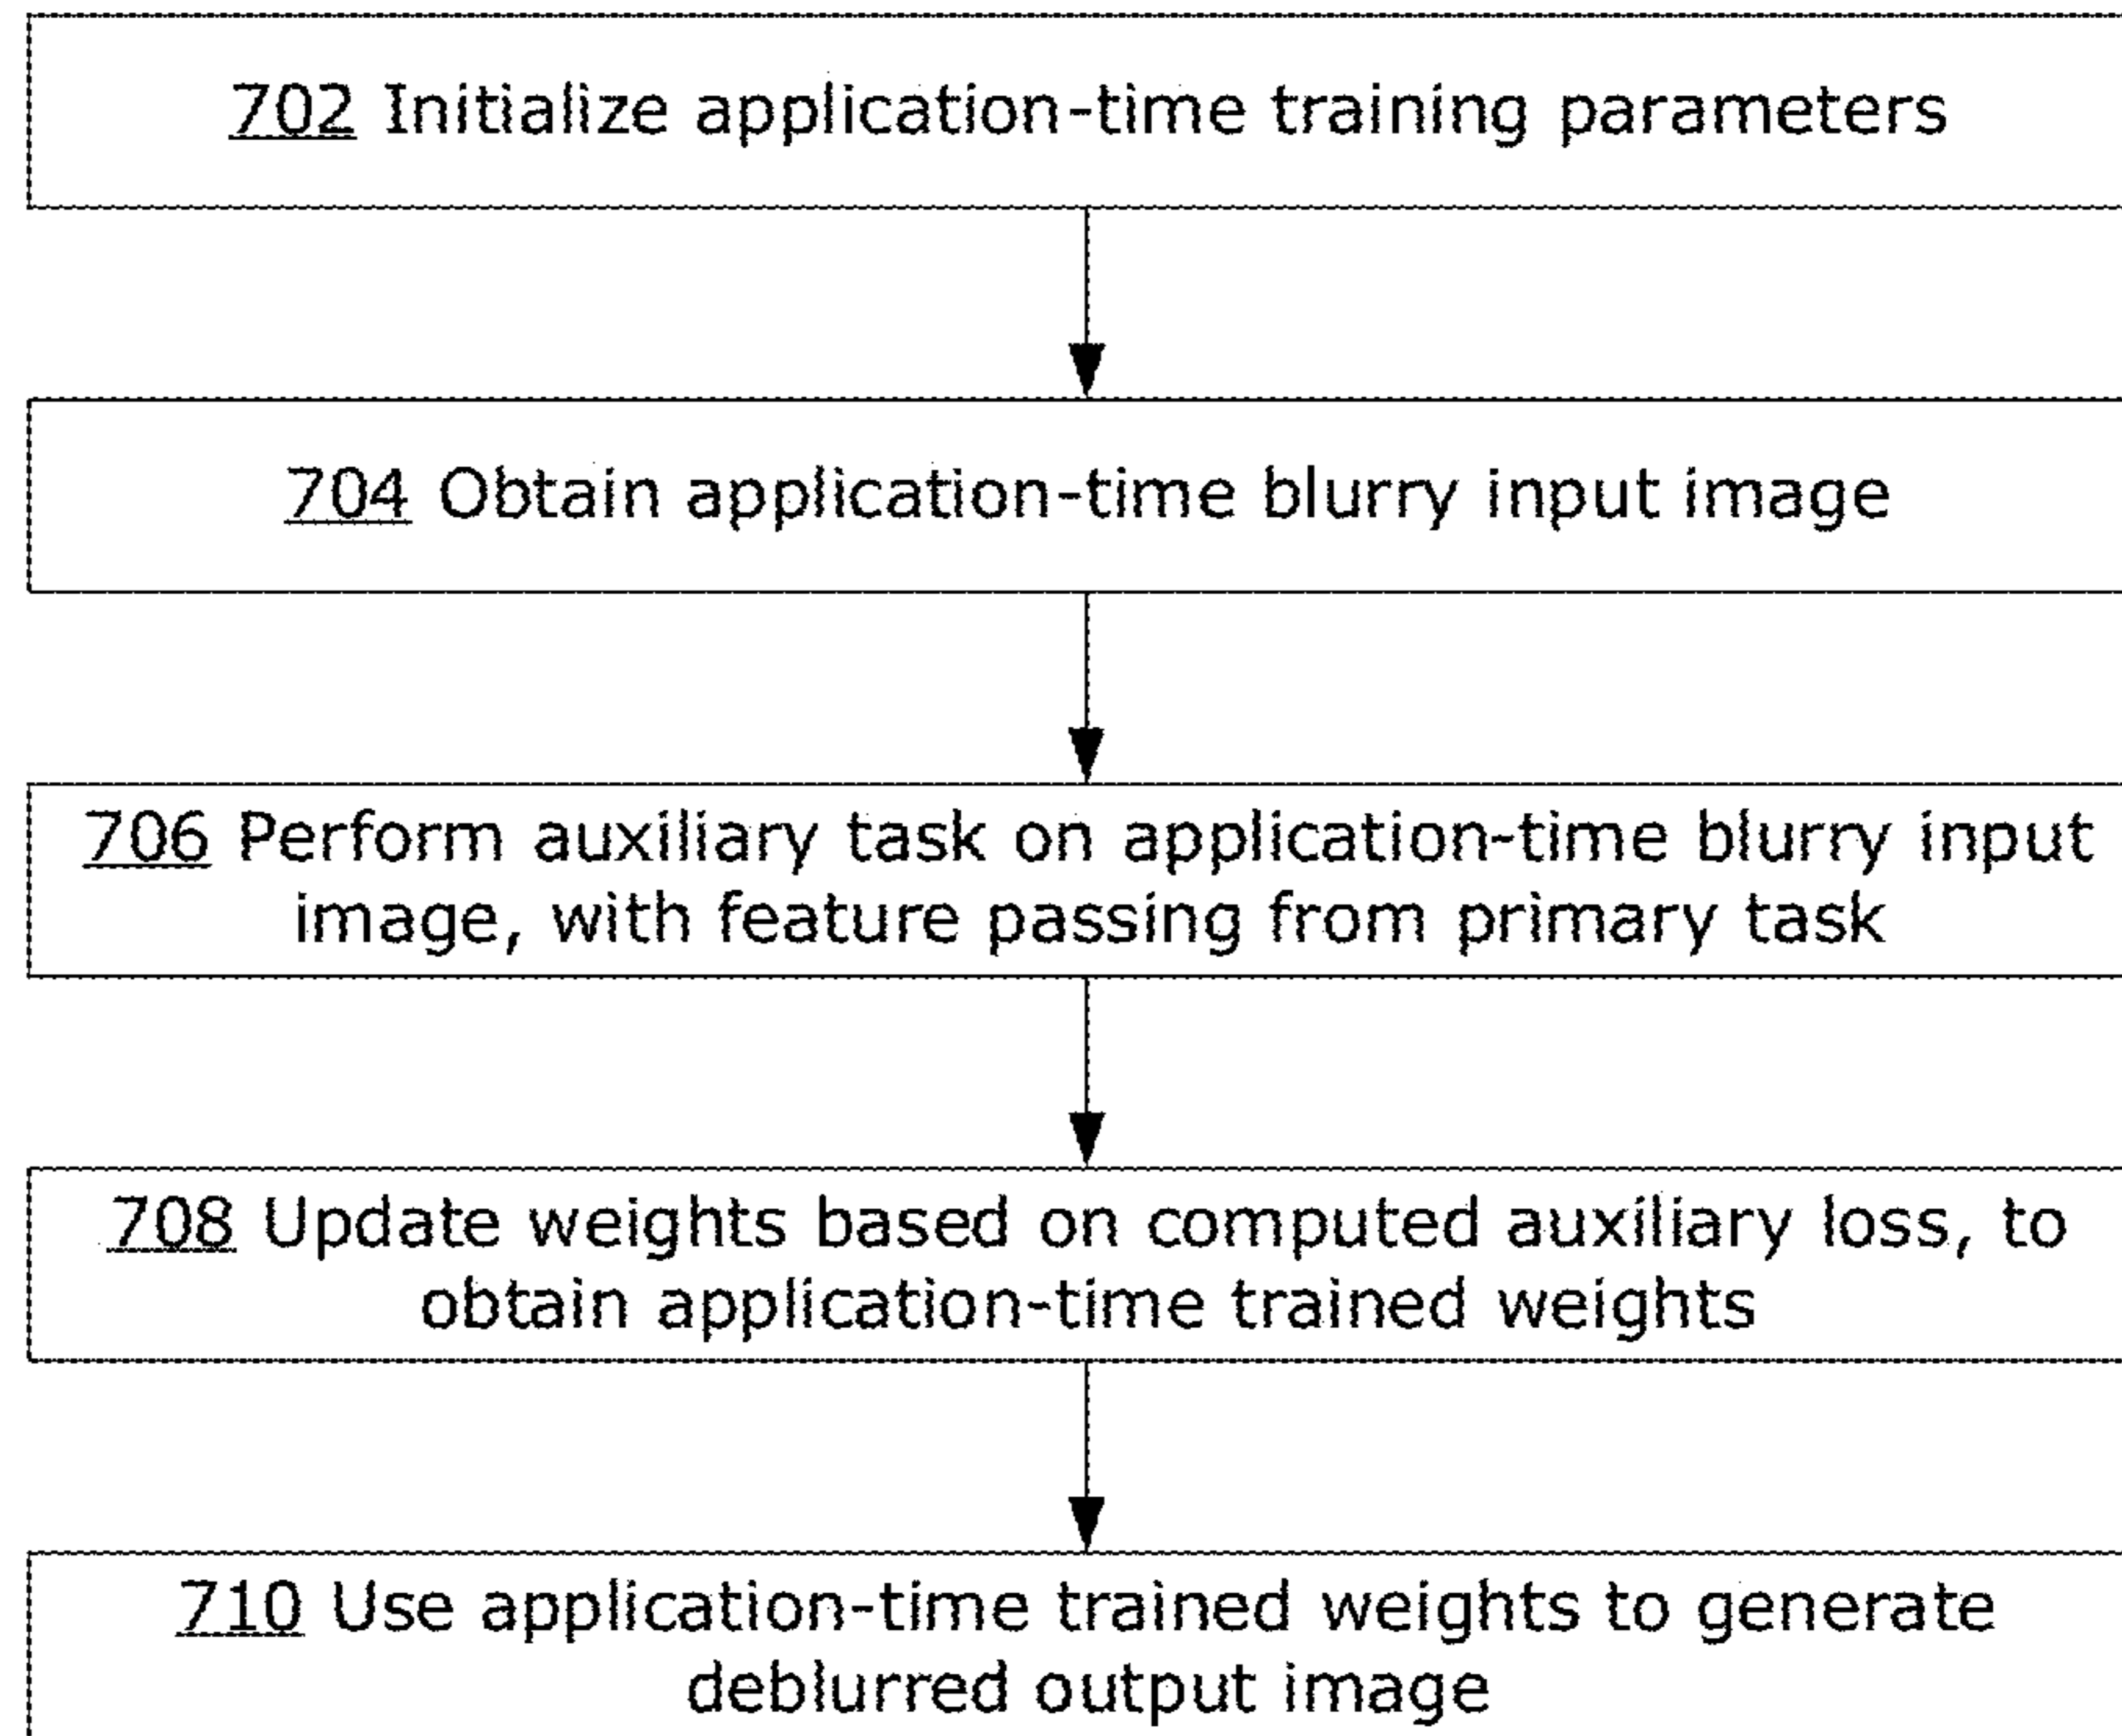 702 Initialize application-time training parameters
704 Obtain application-time blurry input image
706 Perform auxiliary task on application-time blurry input
image, with feature passing from primary task
708 Update weights based on computed auxiliary loss, to
obtain application-time trained weights
710 Use application-time trained weights to generate
deblurred output image